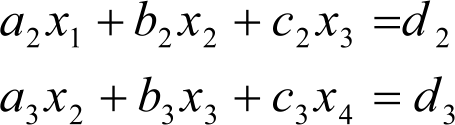 a₂x₁ + b₂x₂ + c₂x₃ = d₂
a₃x₂ + b₃x₃ + c₃x₄ = d₃